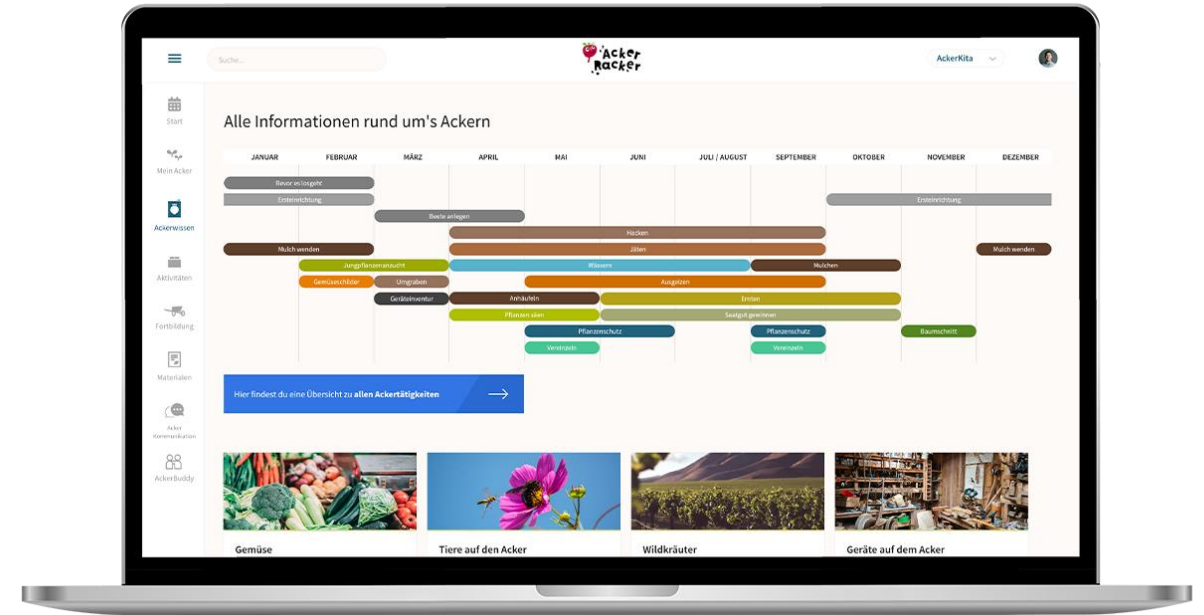 Suche...
Acker
Racker
AckerKita
Start
Mein Acker
Ackerwissen
Aktivitäten
Fortbildung
Materialen
Acker
Kommunikation
AckerBuddy
Alle Informationen rund um's Ackern
JANUAR FEBRUAR MÄRZ APRIL MAI JUNI JULI / AUGUST SEPTEMBER OKTOBER NOVEMBER DEZEMBER
Bevor es losgeht
Ersteinrichtung Ersteinrichtung
Beete anlegen
Hacken
Mulch wenden Jäten Mulch wenden
Jungpflanzenanzucht Wässern Mulchen
Gemüseschilder Umgraben Ausgeizen
Geräteinventur Anhäufeln Ernten
Pflanzen säen Saatgut gewinnen
Pflanzenschutz Pflanzenschutz Baumschnitt
Vereinzeln Vereinzeln
Hier findest du eine Übersicht zu allen Ackertätigkeiten
Gemüse Tiere auf den Acker Wildkräuter Geräte auf dem Acker